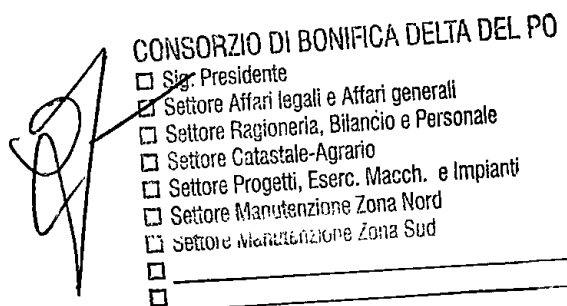 CONSORZIO DI BONIFICA DELTA DEL PO
☐ Sig. Presidente
☐ Settore Affari legali e Affari generali
☐ Settore Ragioneria, Bilancio e Personale
☐ Settore Catastale-Agrario
☐ Settore Progetti, Eserc. Macch. e Impianti
☐ Settore Manutenzione Zona Nord
☐ Settore Manutenzione Zona Sud
☐
☐